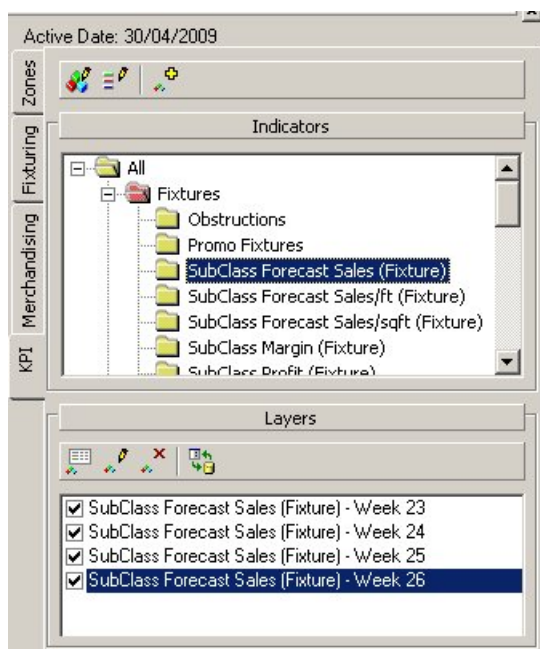 Active Date: 30/04/2009
Zones
Fixturing
Merchandising
KPI
Indicators
All
Fixtures
Obstructions
Promo Fixtures
SubClass Forecast Sales (Fixture)
SubClass Forecast Sales/ft (Fixture)
SubClass Forecast Sales/sqft (Fixture)
SubClass Margin (Fixture)
SubClass Profit (Fixture)
Layers
SubClass Forecast Sales (Fixture) - Week 23
SubClass Forecast Sales (Fixture) - Week 24
SubClass Forecast Sales (Fixture) - Week 25
SubClass Forecast Sales (Fixture) - Week 26